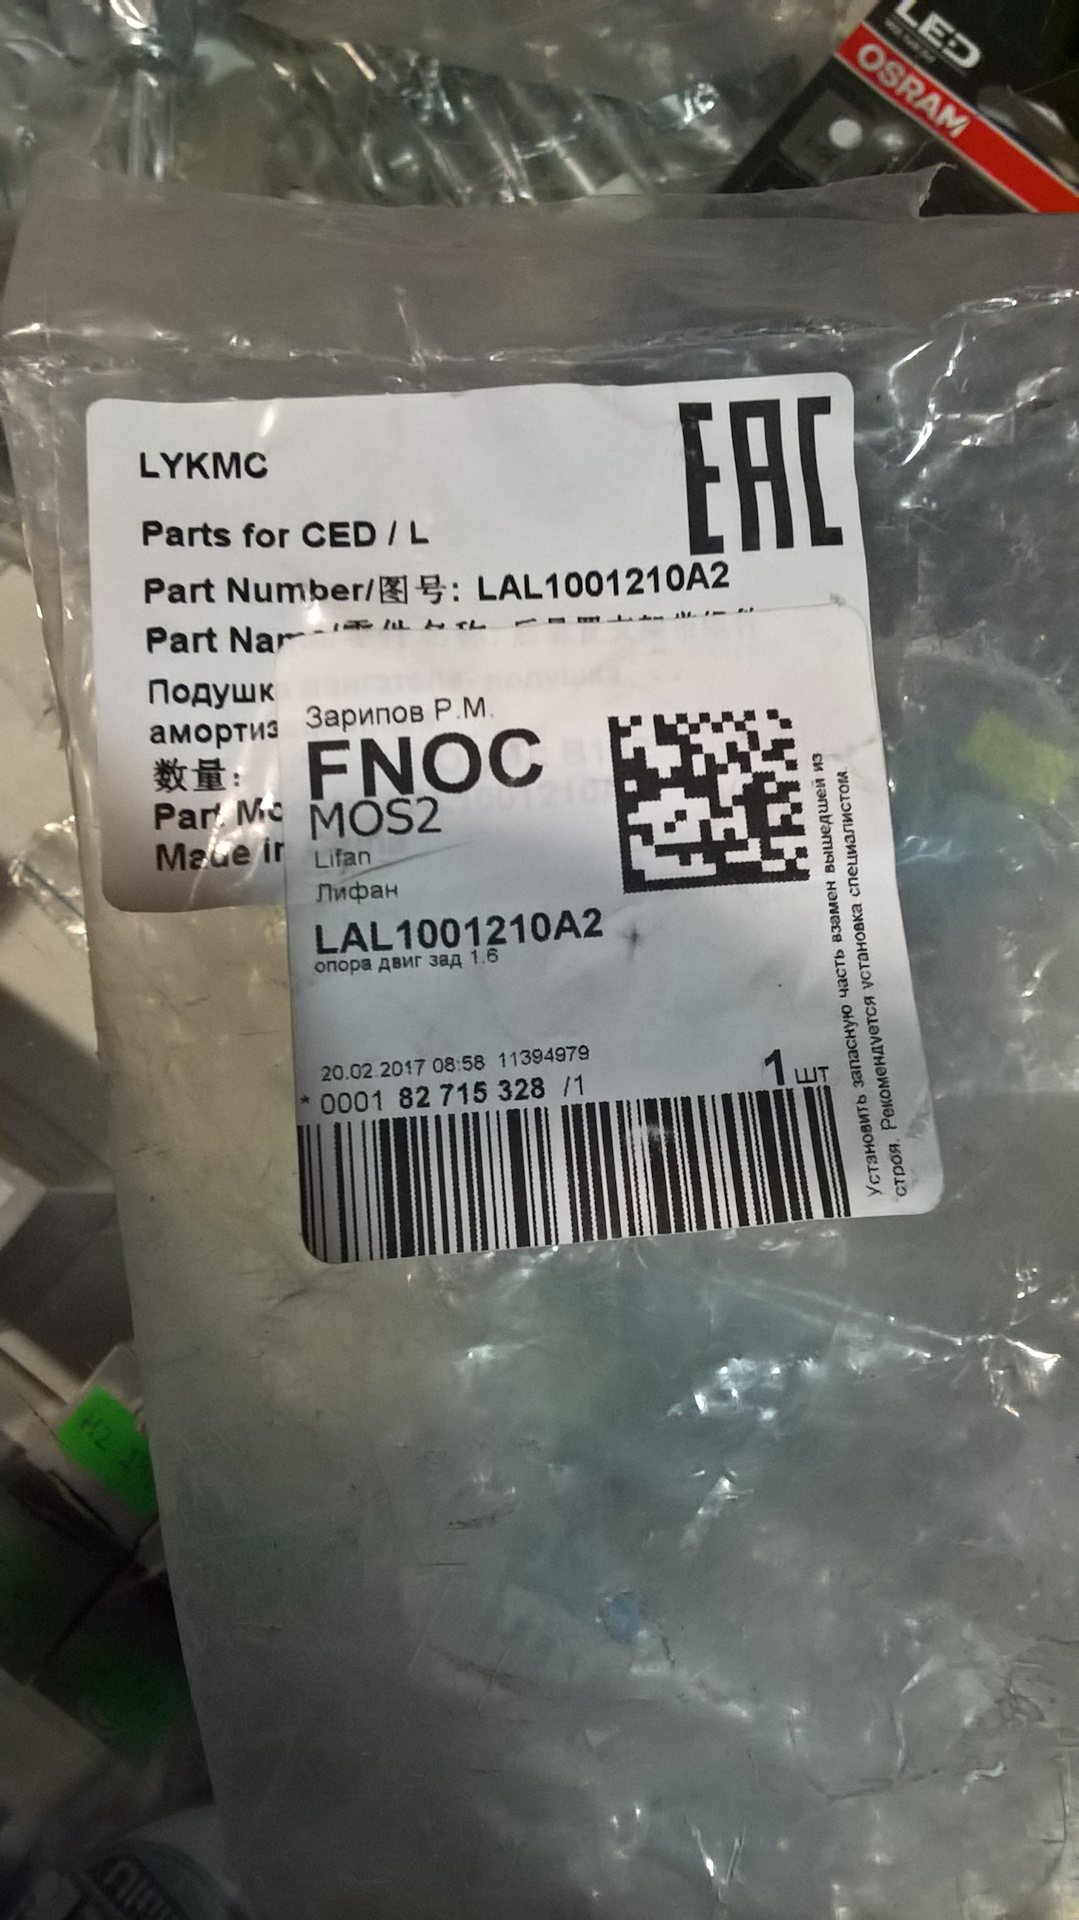 LED
OSRAM
LYKMC
EAC
Parts for CED / L
Part Number/图号: LAL1001210A2
Part
Подушк
амортиз
数量:
Part
Made in
Зарипов Р.М.
FNOC
MOS2
Lifan
Лифан
LAL1001210A2
опора двиг зад 1.6
20.02.2017 08:58 11394979
1 ШТ
* 0001 82 715 328 /1
Установить запасную часть взамен вышедшей из
строя. Рекомендуется установка специалистом.